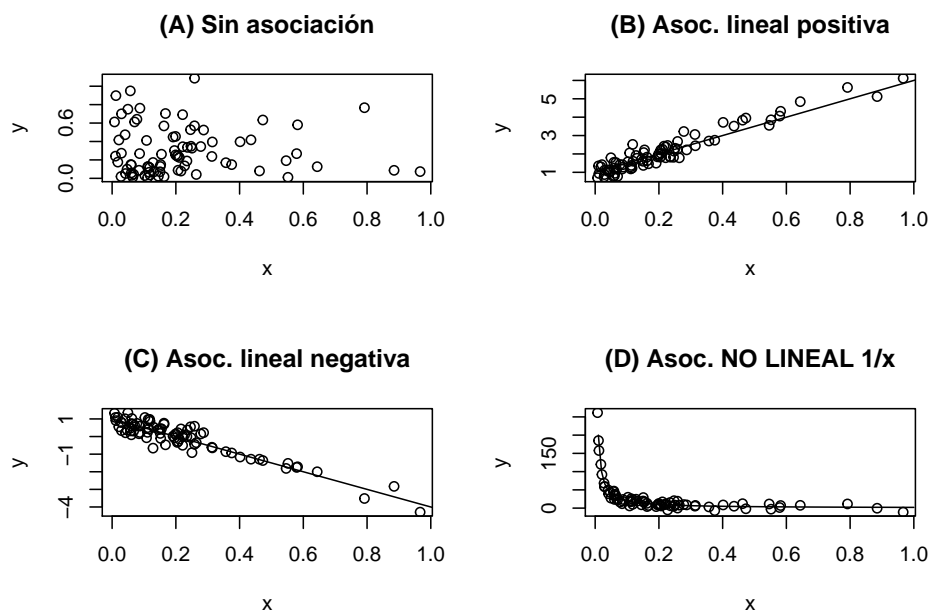 (A) Sin asociación
y
0.0 0.6
0.0 0.2 0.4 0.6 0.8 1.0
x
(B) Asoc. lineal positiva
y
1 3 5
0.0 0.2 0.4 0.6 0.8 1.0
x
(C) Asoc. lineal negativa
y
−4 −1 1
0.0 0.2 0.4 0.6 0.8 1.0
x
(D) Asoc. NO LINEAL 1/x
y
0 150
0.0 0.2 0.4 0.6 0.8 1.0
x